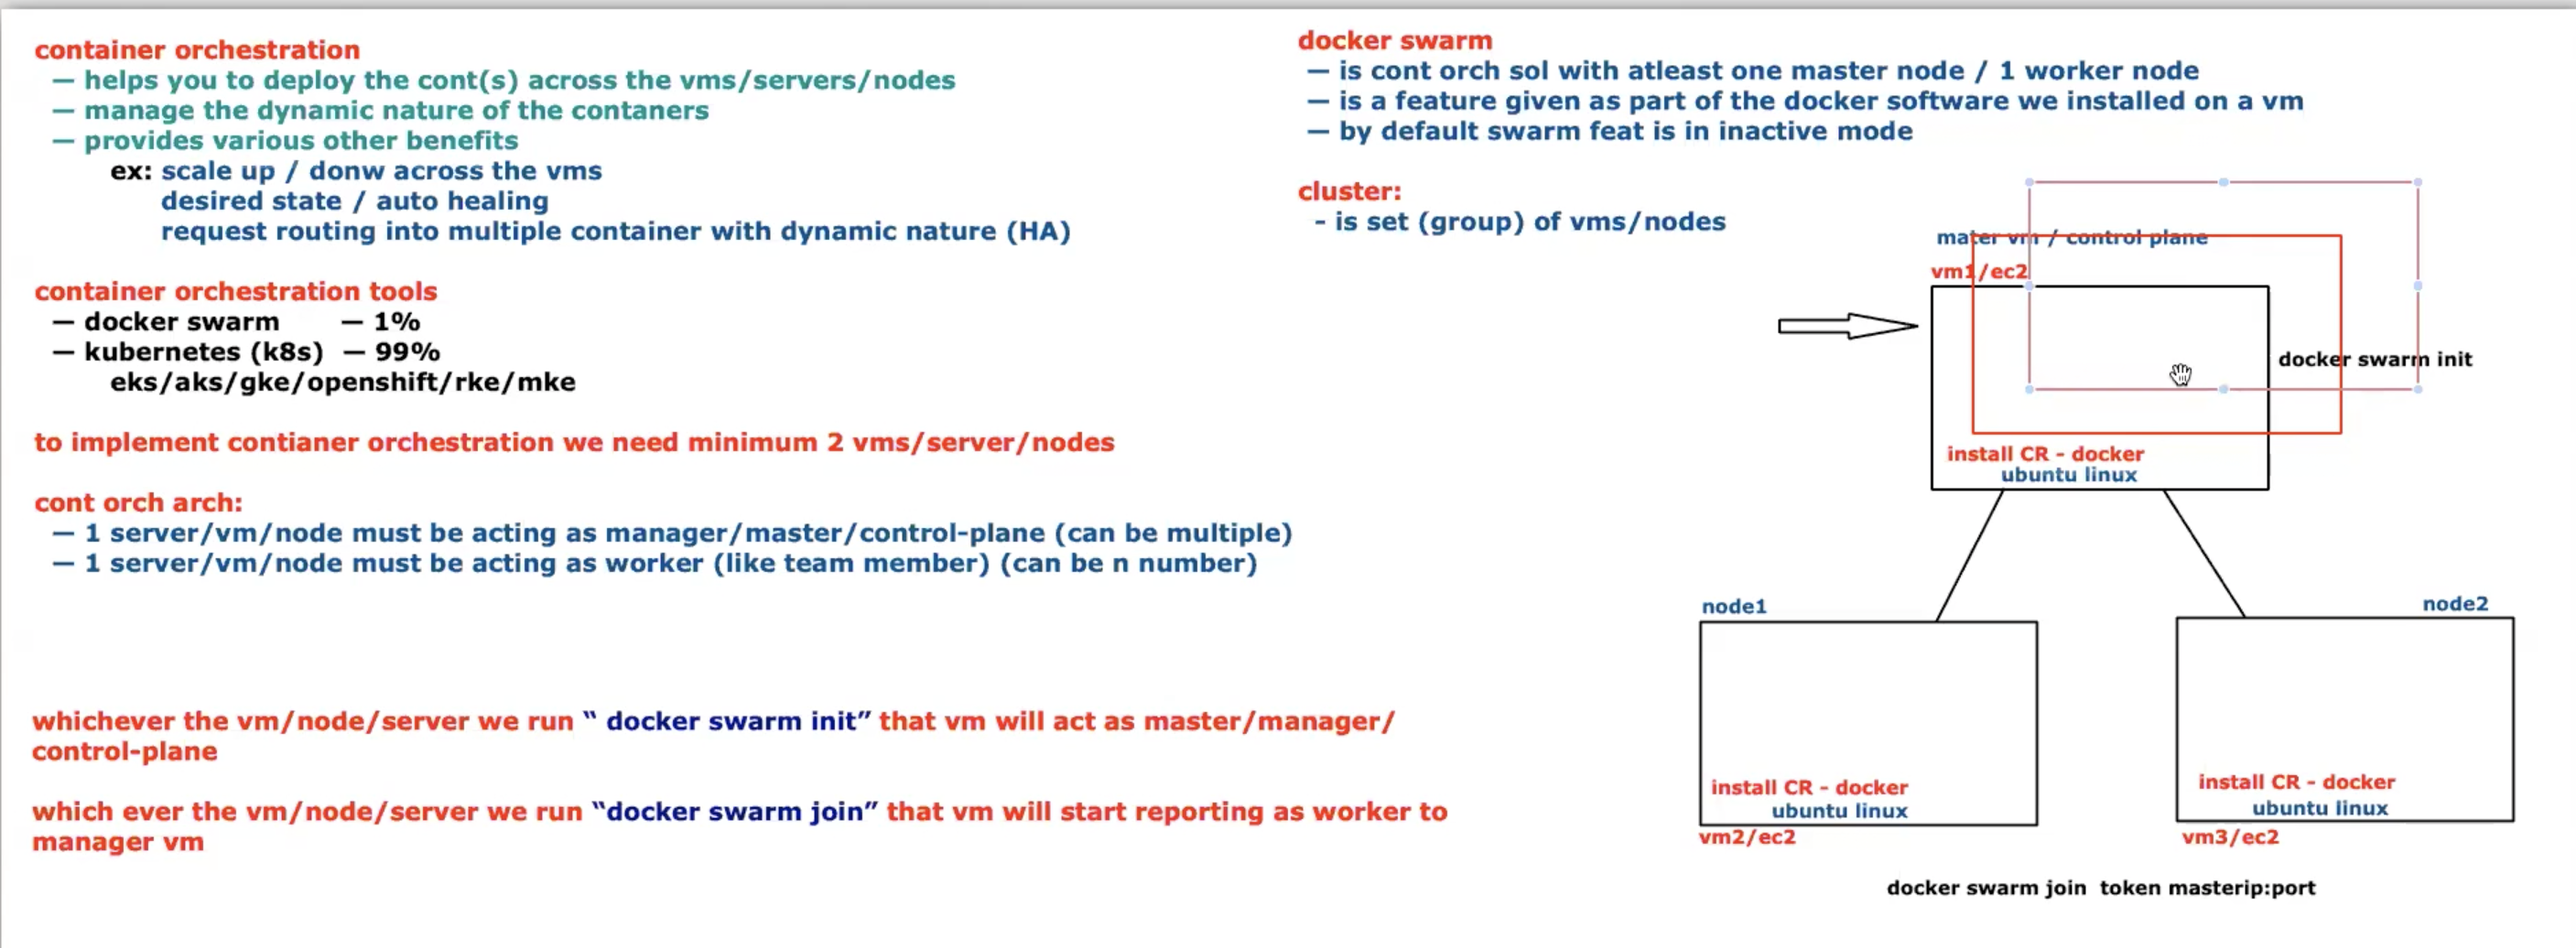 container orchestration
— helps you to deploy the cont(s) across the vms/servers/nodes
— manage the dynamic nature of the contaners
— provides various other benefits
ex: scale up / donw across the vms
desired state / auto healing
request routing into multiple container with dynamic nature (HA)
container orchestration tools
— docker swarm — 1%
— kubernetes (k8s) — 99%
eks/aks/gke/openshift/rke/mke
to implement contianer orchestration we need minimum 2 vms/server/nodes
cont orch arch:
— 1 server/vm/node must be acting as manager/master/control-plane (can be multiple)
— 1 server/vm/node must be acting as worker (like team member) (can be n number)
whichever the vm/node/server we run “ docker swarm init” that vm will act as master/manager/
control-plane
which ever the vm/node/server we run “docker swarm join” that vm will start reporting as worker to
manager vm
docker swarm
— is cont orch sol with atleast one master node / 1 worker node
— is a feature given as part of the docker software we installed on a vm
— by default swarm feat is in inactive mode
cluster:
- is set (group) of vms/nodes
mater vm / control plane
vm1/ec2
docker swarm init
install CR - docker
ubuntu linux
node1
install CR - docker
ubuntu linux
vm2/ec2
node2
install CR - docker
ubuntu linux
vm3/ec2
docker swarm join token masterip:port